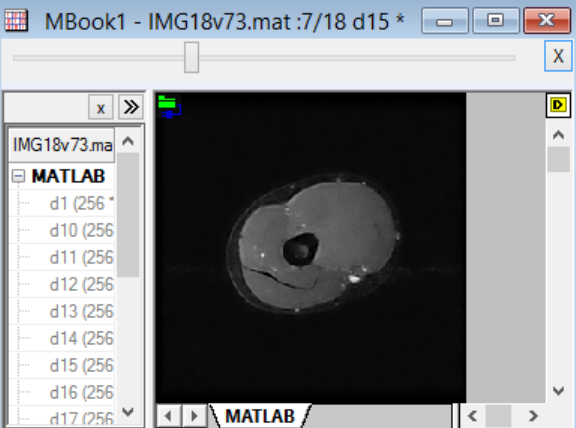 MBook1 - IMG18v73.mat :7/18 d15 *
X
x
IMG18v73.ma
MATLAB
d1 (256 *
d10 (256
d11 (256
d12 (256
d13 (256
d14 (256
d15 (256
d16 (256
d17 (256
D
MATLAB